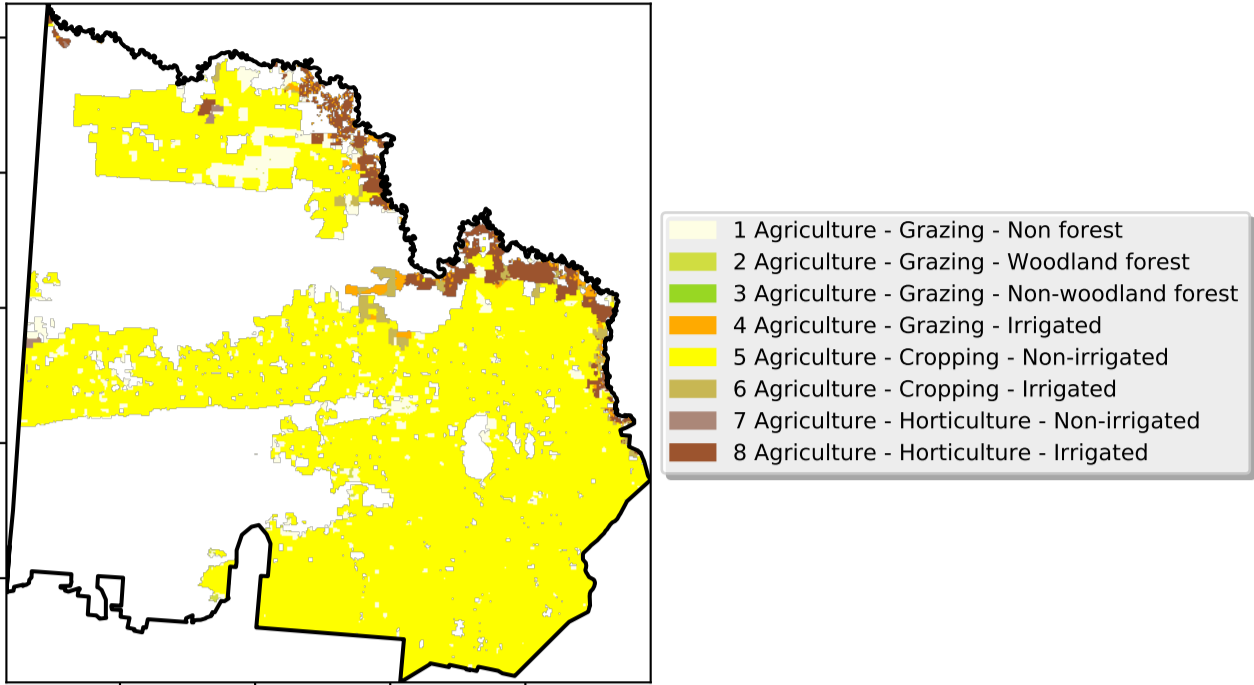 1 Agriculture - Grazing - Non forest
2 Agriculture - Grazing - Woodland forest
3 Agriculture - Grazing - Non-woodland forest
4 Agriculture - Grazing - Irrigated
5 Agriculture - Cropping - Non-irrigated
6 Agriculture - Cropping - Irrigated
7 Agriculture - Horticulture - Non-irrigated
8 Agriculture - Horticulture - Irrigated